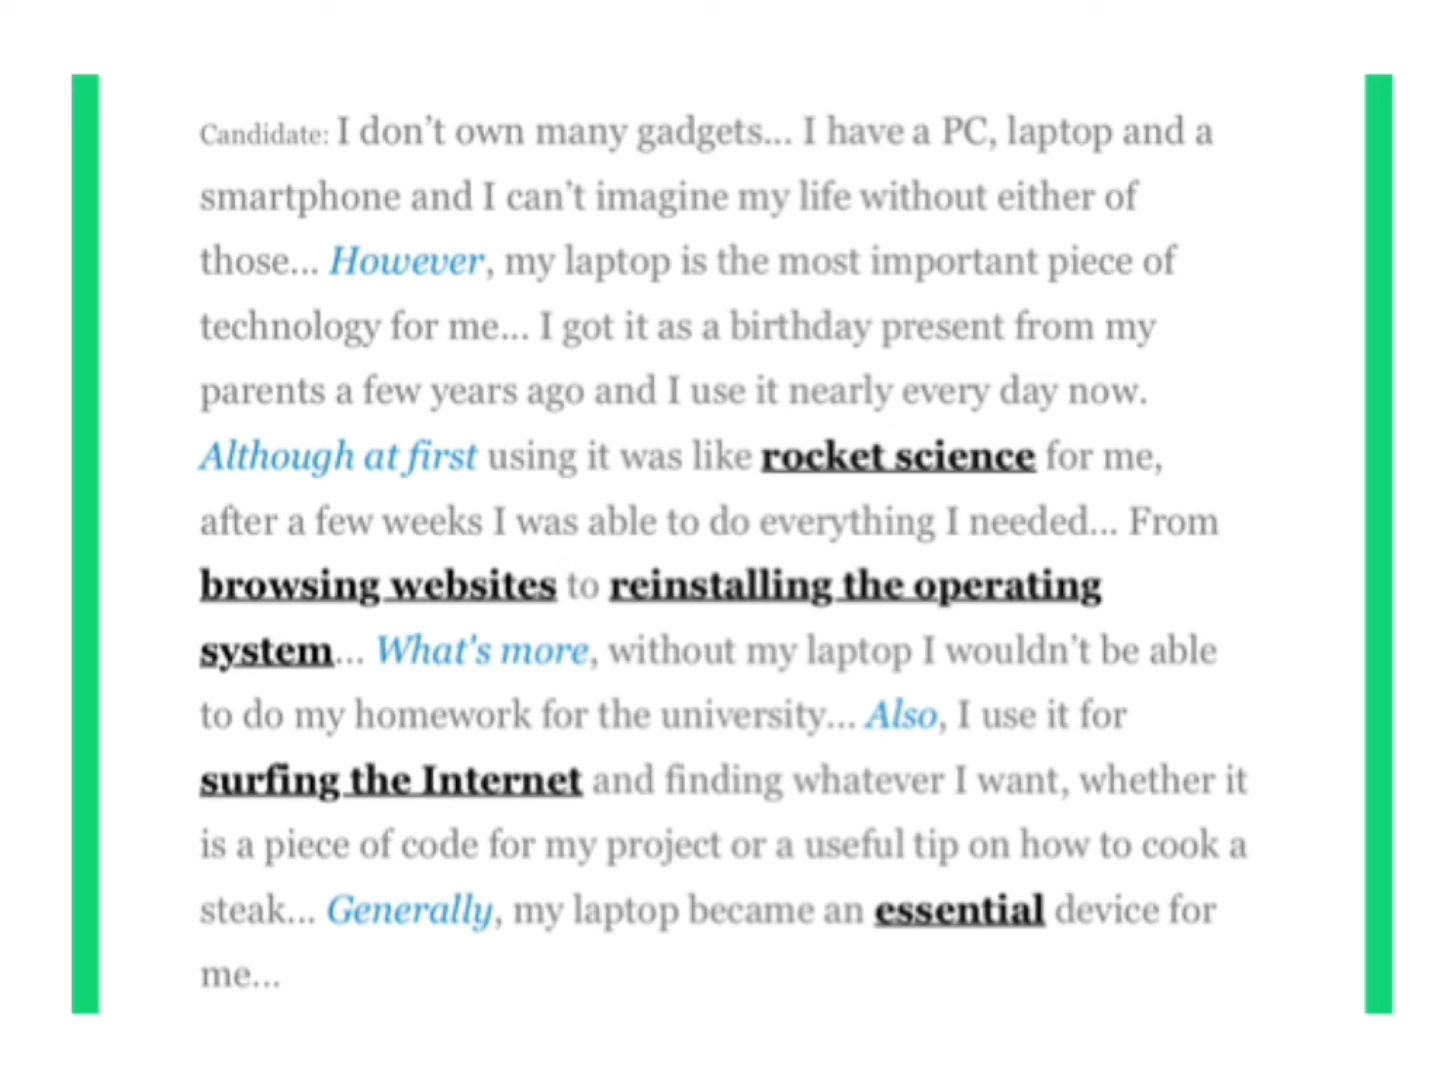 Candidate: I don’t own many gadgets... I have a PC, laptop and a
smartphone and I can’t imagine my life without either of
those... However, my laptop is the most important piece of
technology for me... I got it as a birthday present from my
parents a few years ago and I use it nearly every day now.
Although at first using it was like rocket science for me,
after a few weeks I was able to do everything I needed... From
browsing websites to reinstalling the operating
system... What's more, without my laptop I wouldn’t be able
to do my homework for the university... Also, I use it for
surfing the Internet and finding whatever I want, whether it
is a piece of code for my project or a useful tip on how to cook a
steak... Generally, my laptop became an essential device for
me...